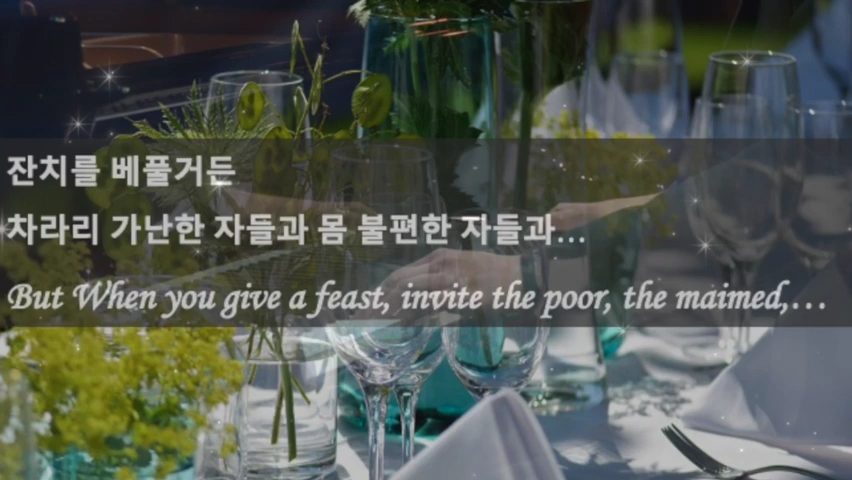 잔치를 베풀거든
차라리 가난한 자들과 몸 불편한 자들과...
But When you give a feast, invite the poor, the maimed,...